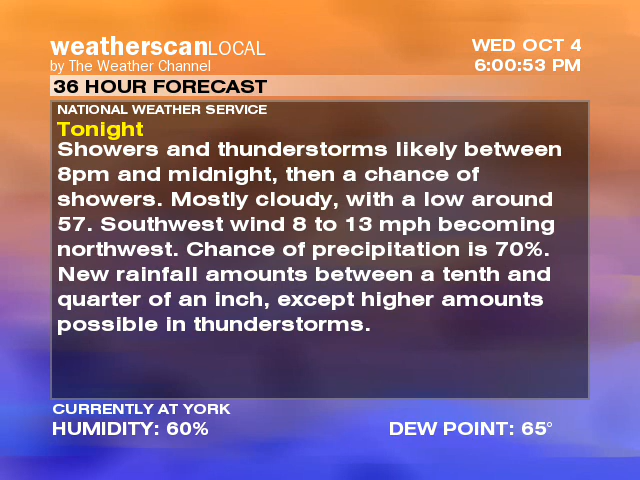 weatherscanLOCAL
by The Weather Channel
WED OCT 4
6:00:53 PM
36 HOUR FORECAST
NATIONAL WEATHER SERVICE
Tonight
Showers and thunderstorms likely between
8pm and midnight, then a chance of
showers. Mostly cloudy, with a low around
57. Southwest wind 8 to 13 mph becoming
northwest. Chance of precipitation is 70%.
New rainfall amounts between a tenth and
quarter of an inch, except higher amounts
possible in thunderstorms.
CURRENTLY AT YORK
HUMIDITY: 60% DEW POINT: 65°